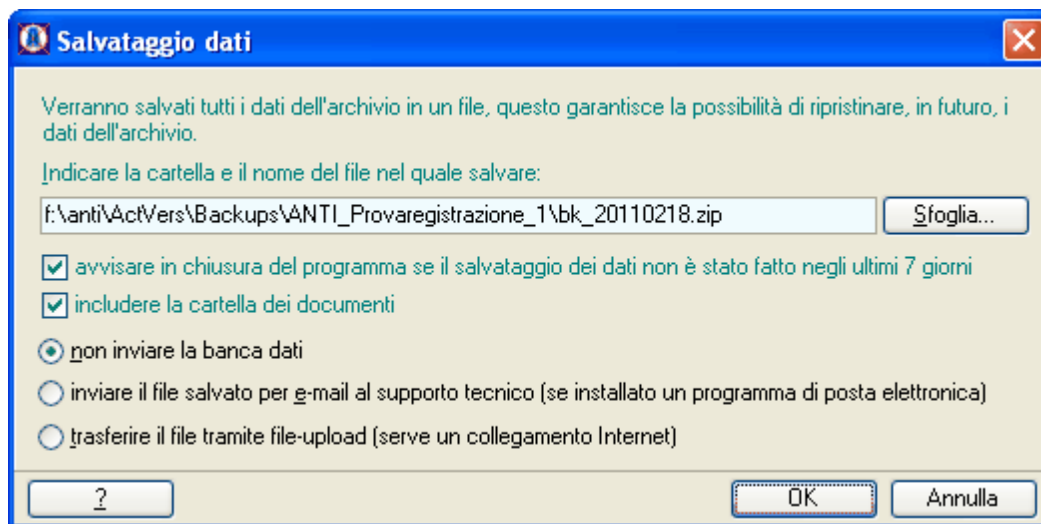 Salvataggio dati
Verranno salvati tutti i dati dell'archivio in un file, questo garantisce la possibilità di ripristinare, in futuro, i
dati dell'archivio.
Indicare la cartella e il nome del file nel quale salvare:
f:\anti\ActVers\Backups\ANTI_Provaregistrazione_1\bk_20110218.zip
Sfoglia...
avvisare in chiusura del programma se il salvataggio dei dati non è stato fatto negli ultimi 7 giorni
includere la cartella dei documenti
non inviare la banca dati
inviare il file salvato per e-mail al supporto tecnico (se installato un programma di posta elettronica)
trasferire il file tramite file-upload (serve un collegamento Internet)
?
OK
Annulla